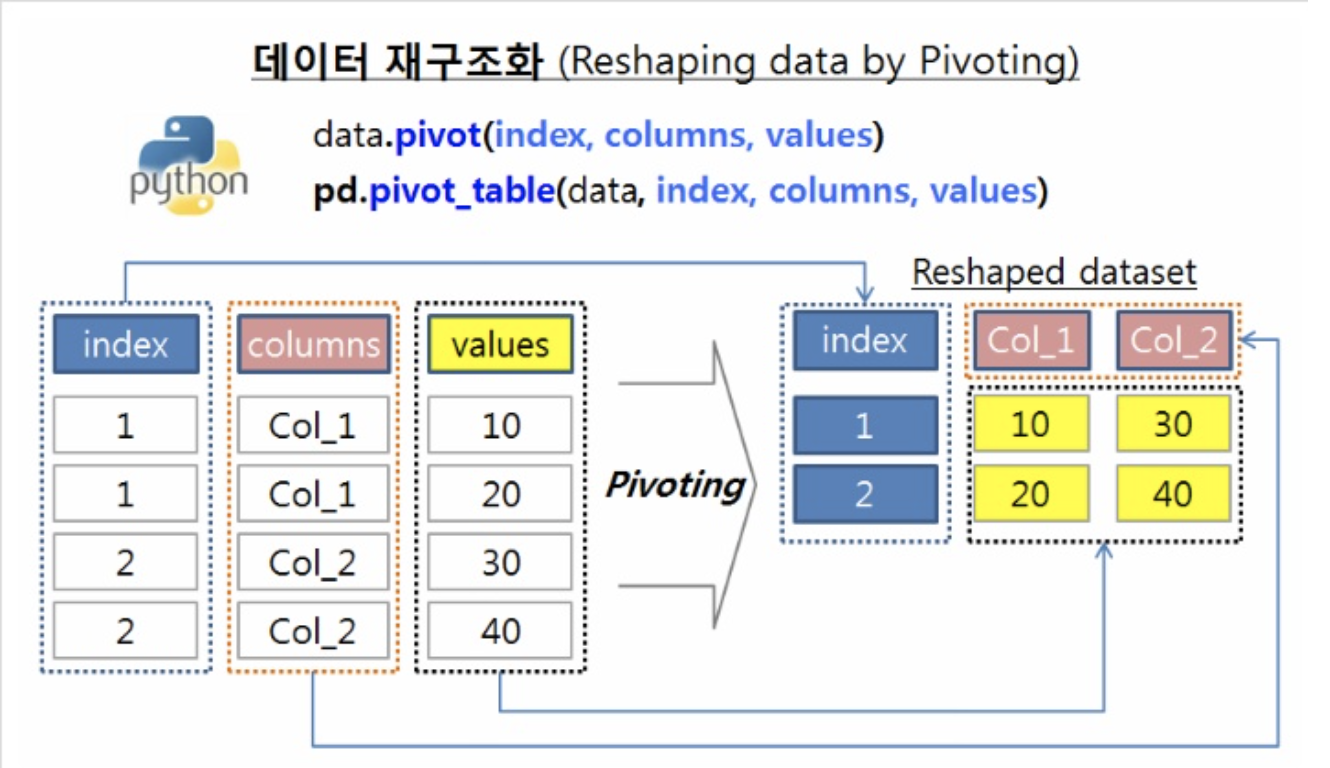 데이터 재구조화 (Reshaping data by Pivoting)
python
data.pivot(index, columns, values)
pd.pivot_table(data, index, columns, values)
Reshaped dataset
index columns values
1 Col_1 10
1 Col_1 20
2 Col_2 30
2 Col_2 40
Pivoting
index Col_1 Col_2
1 10 30
2 20 40